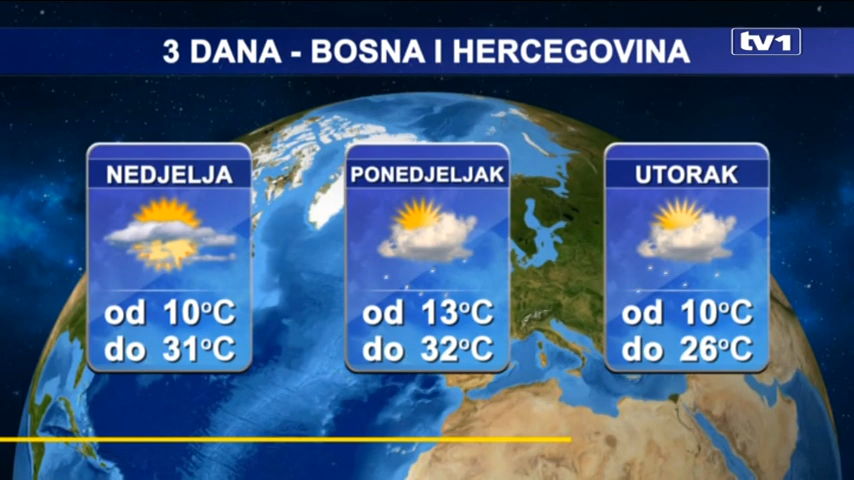 3 DANA - BOSNA I HERCEGOVINA
tv1
NEDJELJA
od 10°C
do 31°C
PONEDJELJAK
od 13°C
do 32°C
UTORAK
od 10°C
do 26°C